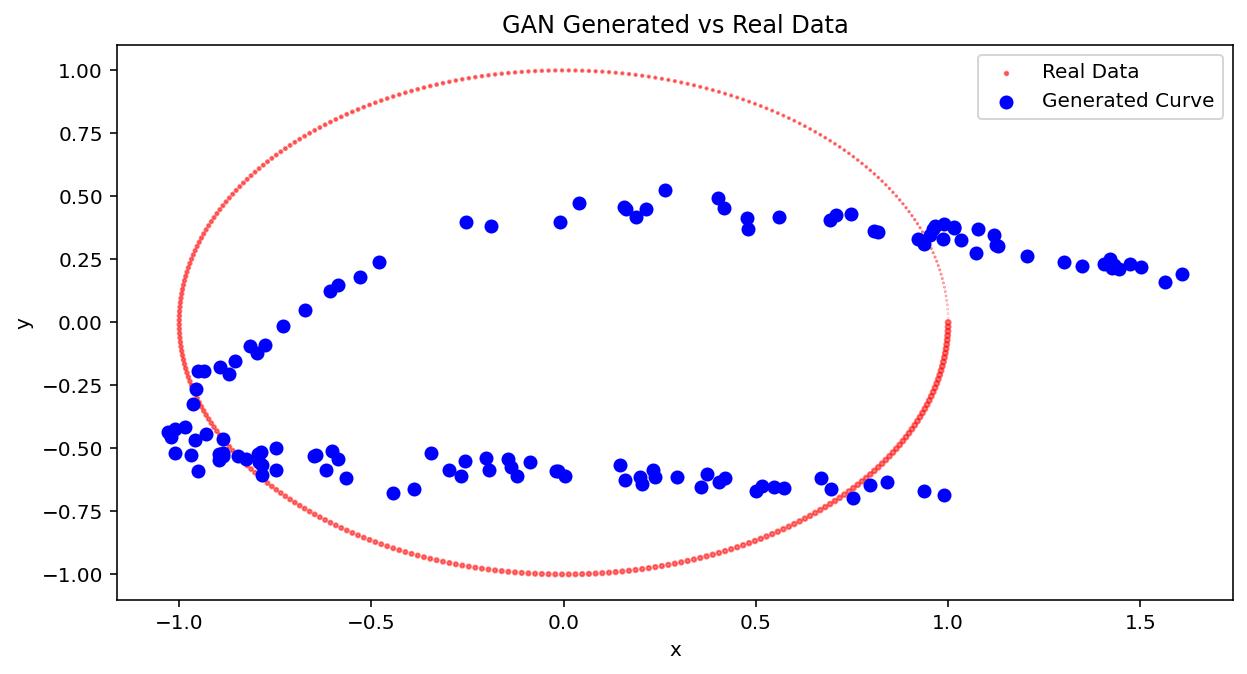 GAN Generated vs Real Data
Real Data
Generated Curve
1.00
0.75
0.50
0.25
0.00
−0.25
−0.50
−0.75
−1.00
y
−1.0 −0.5 0.0 0.5 1.0 1.5
x